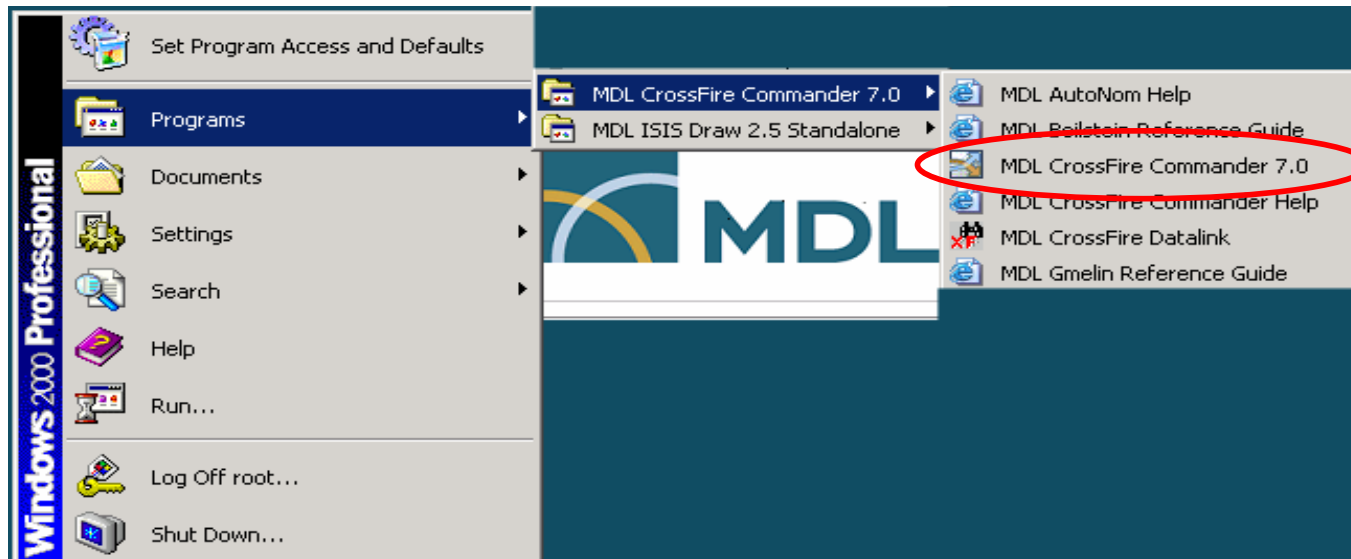 Windows 2000 Professional
Set Program Access and Defaults
Programs
Documents
Settings
Search
Help
Run...
Log Off root...
Shut Down...
MDL CrossFire Commander 7.0
MDL ISIS Draw 2.5 Standalone
MDL
MDL AutoNom Help
MDL Beilstein Reference Guide
MDL CrossFire Commander 7.0
MDL CrossFire Commander Help
MDL CrossFire Datalink
MDL Gmelin Reference Guide